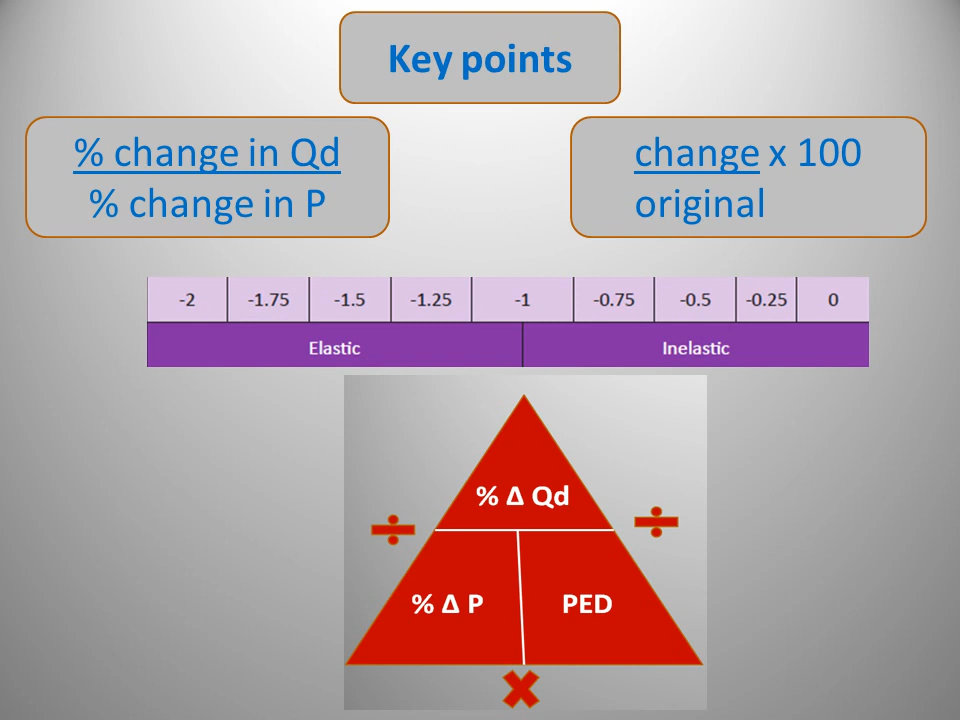 Key points
% change in Qd
% change in P
change x 100
original
-2 -1.75 -1.5 -1.25 -1 -0.75 -0.5 -0.25 0
Elastic Inelastic
% Δ Qd
÷ ÷
% Δ P PED
×